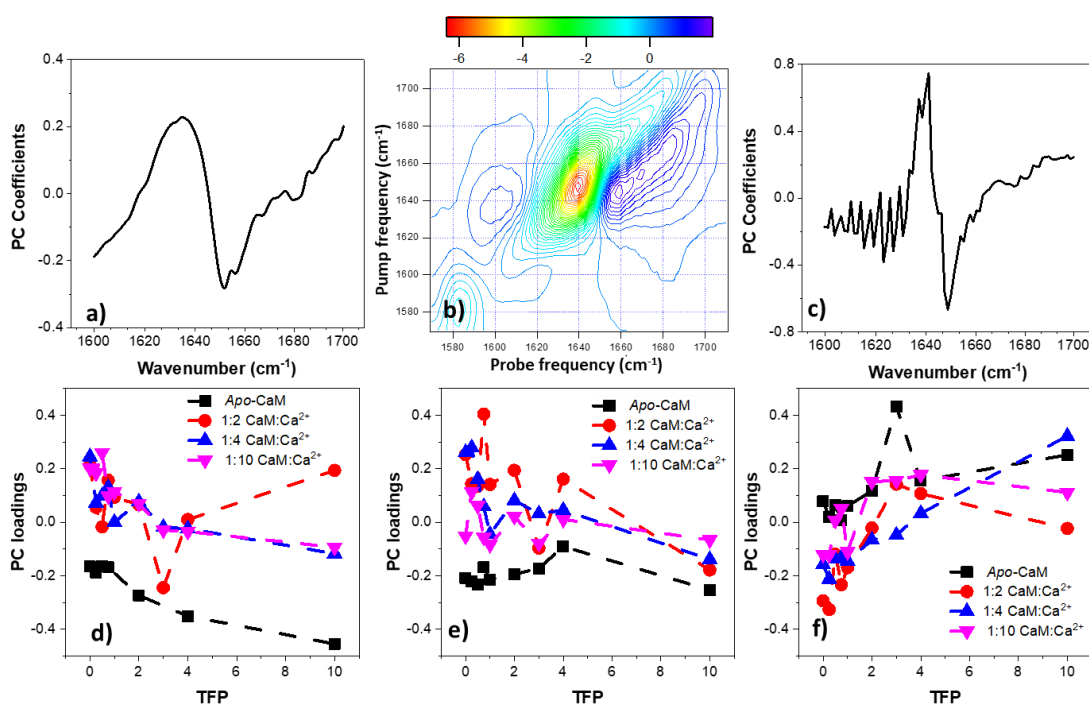 -6 -4 -2 0
0.4
0.2
0.0
-0.2
-0.4
PC Coefficients
1600 1620 1640 1660 1680 1700
Wavenumber (cm⁻¹)
a)
1700
1680
1660
1640
1620
1600
1580
Pump frequency (cm⁻¹)
1580 1600 1620 1640 1660 1680 1700
Probe frequency (cm⁻¹)
b)
0.8
0.4
0.0
-0.4
-0.8
PC Coefficients
1600 1620 1640 1660 1680 1700
Wavenumber (cm⁻¹)
c)
0.4
0.2
0.0
-0.2
-0.4
PC loadings
Apo-CaM
1:2 CaM:Ca²⁺
1:4 CaM:Ca²⁺
1:10 CaM:Ca²⁺
d)
0 2 4 6 8 10
TFP
0.4
0.2
0.0
-0.2
-0.4
PC loadings
Apo-CaM
1:2 CaM:Ca²⁺
1:4 CaM:Ca²⁺
1:10 CaM:Ca²⁺
e)
0 2 4 6 8 10
TFP
0.4
0.2
0.0
-0.2
-0.4
PC loadings
Apo-CaM
1:2 CaM:Ca²⁺
1:4 CaM:Ca²⁺
1:10 CaM:Ca²⁺
f)
0 2 4 6 8 10
TFP